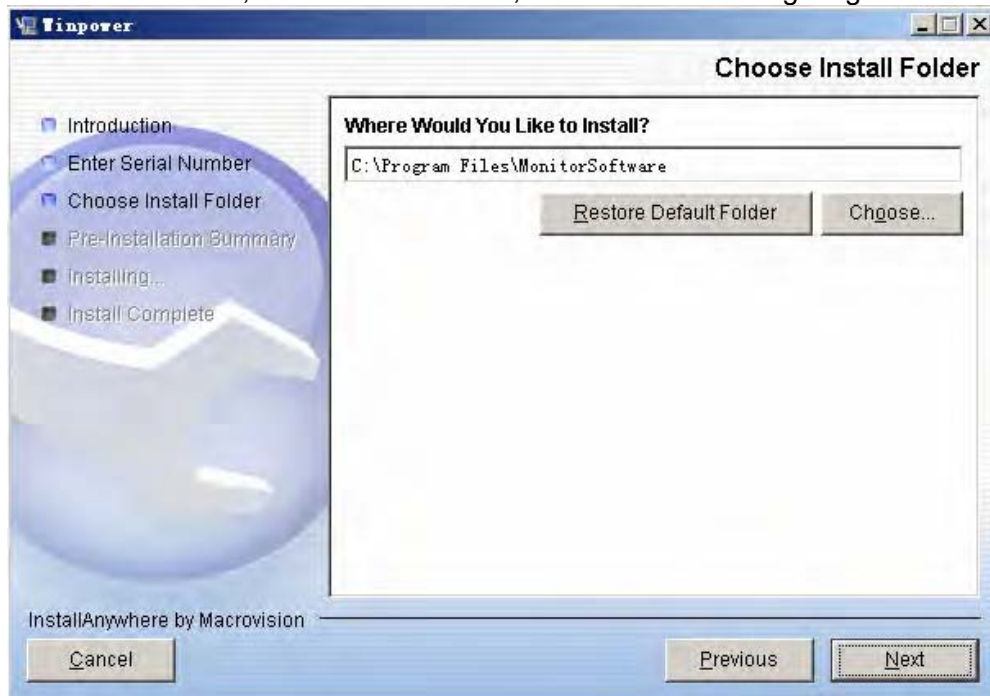 Winpower
Choose Install Folder
Introduction
Enter Serial Number
Choose Install Folder
Pre-Installation Summary
Installing...
Install Complete
Where Would You Like to Install?
C:\Program Files\MonitorSoftware
Restore Default Folder
Choose...
InstallAnywhere by Macrovision
Cancel
Previous
Next